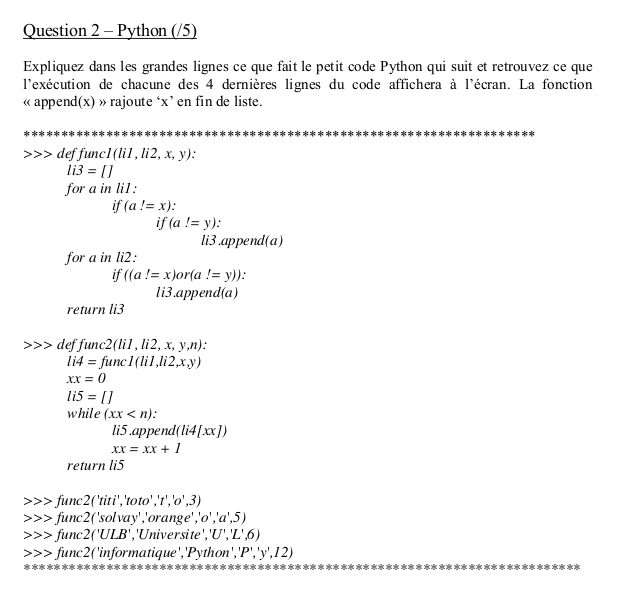 Question 2 – Python (/5)
Expliquez dans les grandes lignes ce que fait le petit code Python qui suit et retrouvez ce que
l'exécution de chacune des 4 dernières lignes du code affichera à l'écran. La fonction
« append(x) » rajoute 'x' en fin de liste.
********************************************************************
>>> def func1(li1, li2, x, y):
li3 = []
for a in li1:
if (a != x):
if (a != y):
li3.append(a)
for a in li2:
if ((a != x)or(a != y)):
li3.append(a)
return li3
>>> def func2(li1, li2, x, y,n):
li4 = func1(li1,li2,x,y)
xx = 0
li5 = []
while (xx < n):
li5.append(li4[xx])
xx = xx + 1
return li5
>>> func2('titi','toto','t','o',3)
>>> func2('solvay','orange','o','a',5)
>>> func2('ULB','Universite','U','L',6)
>>> func2('informatique','Python','P','y',12)
**************************************************************************